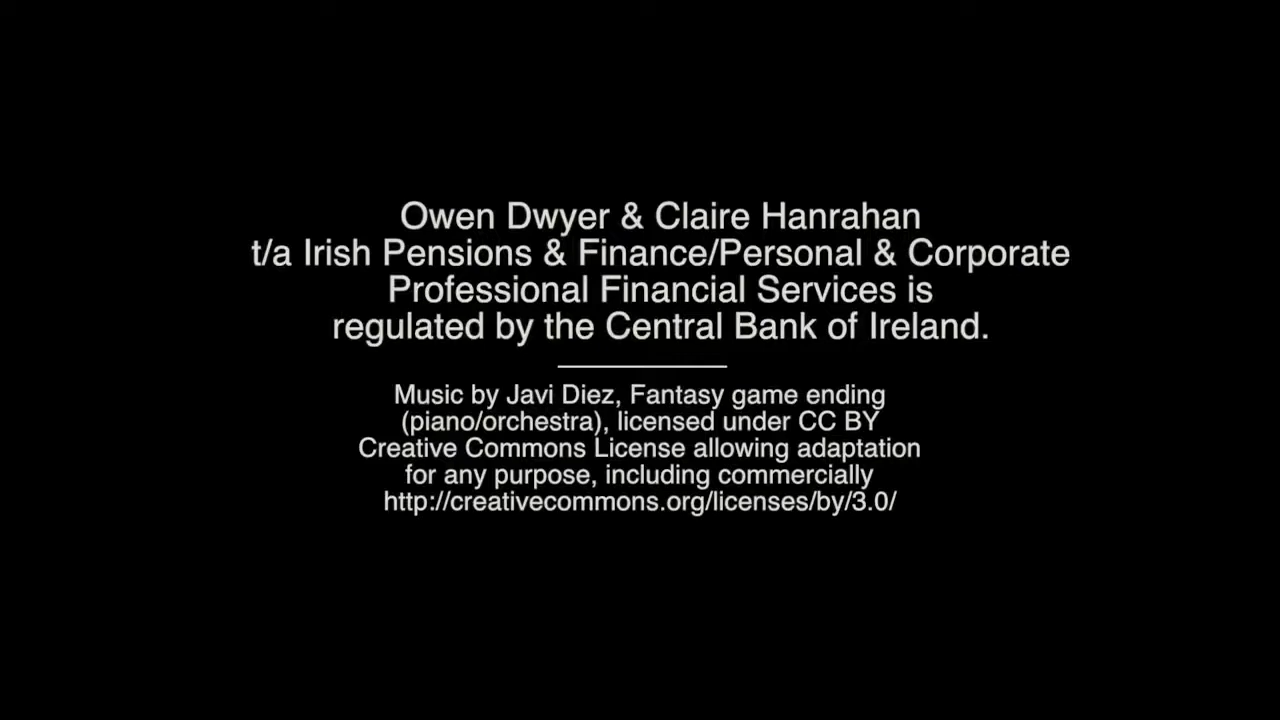 Owen Dwyer & Claire Hanrahan
t/a Irish Pensions & Finance/Personal & Corporate
Professional Financial Services is
regulated by the Central Bank of Ireland.
Music by Javi Diez, Fantasy game ending
(piano/orchestra), licensed under CC BY
Creative Commons License allowing adaptation
for any purpose, including commercially
http://creativecommons.org/licenses/by/3.0/